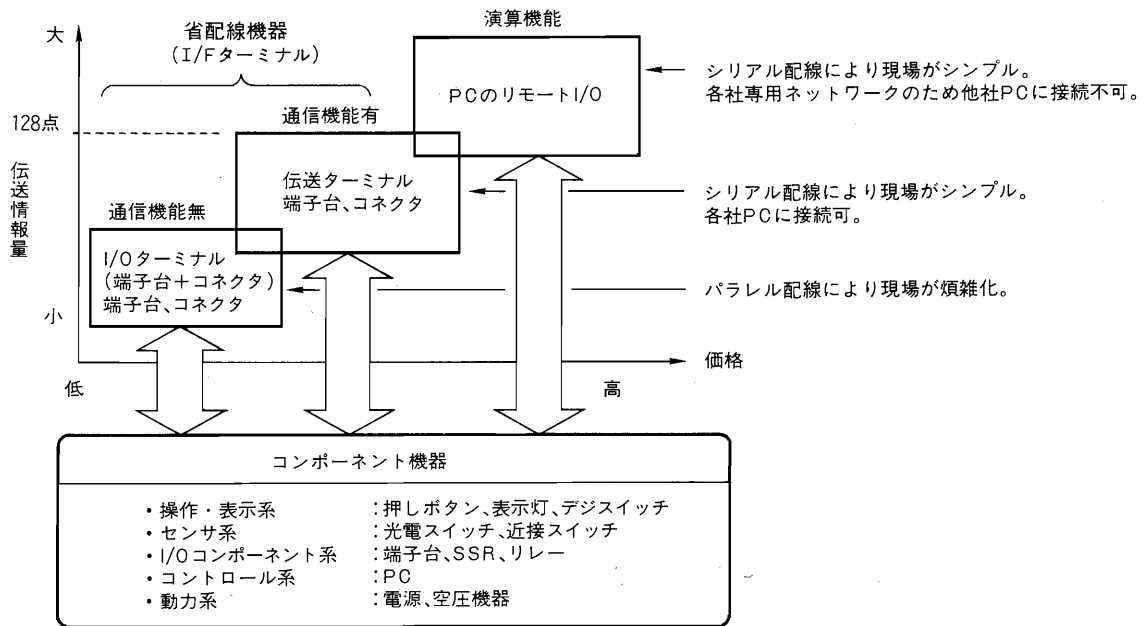 演算機能
大
省配線機器
(I/Fターミナル)
PCのリモートI/O
シリアル配線により現場がシンプル。
各社専用ネットワークのため他社PCに接続不可。
通信機能有
128点
伝送情報量
伝送ターミナル
端子台、コネクタ
シリアル配線により現場がシンプル。
各社PCに接続可。
通信機能無
I/Oターミナル
(端子台+コネクタ)
端子台、コネクタ
パラレル配線により現場が煩雑化。
小
価格
低
高
コンポーネント機器
・操作・表示系 :押しボタン、表示灯、デジスイッチ
・センサ系 :光電スイッチ、近接スイッチ
・I/Oコンポーネント系 :端子台、SSR、リレー
・コントロール系 :PC
・動力系 :電源、空圧機器